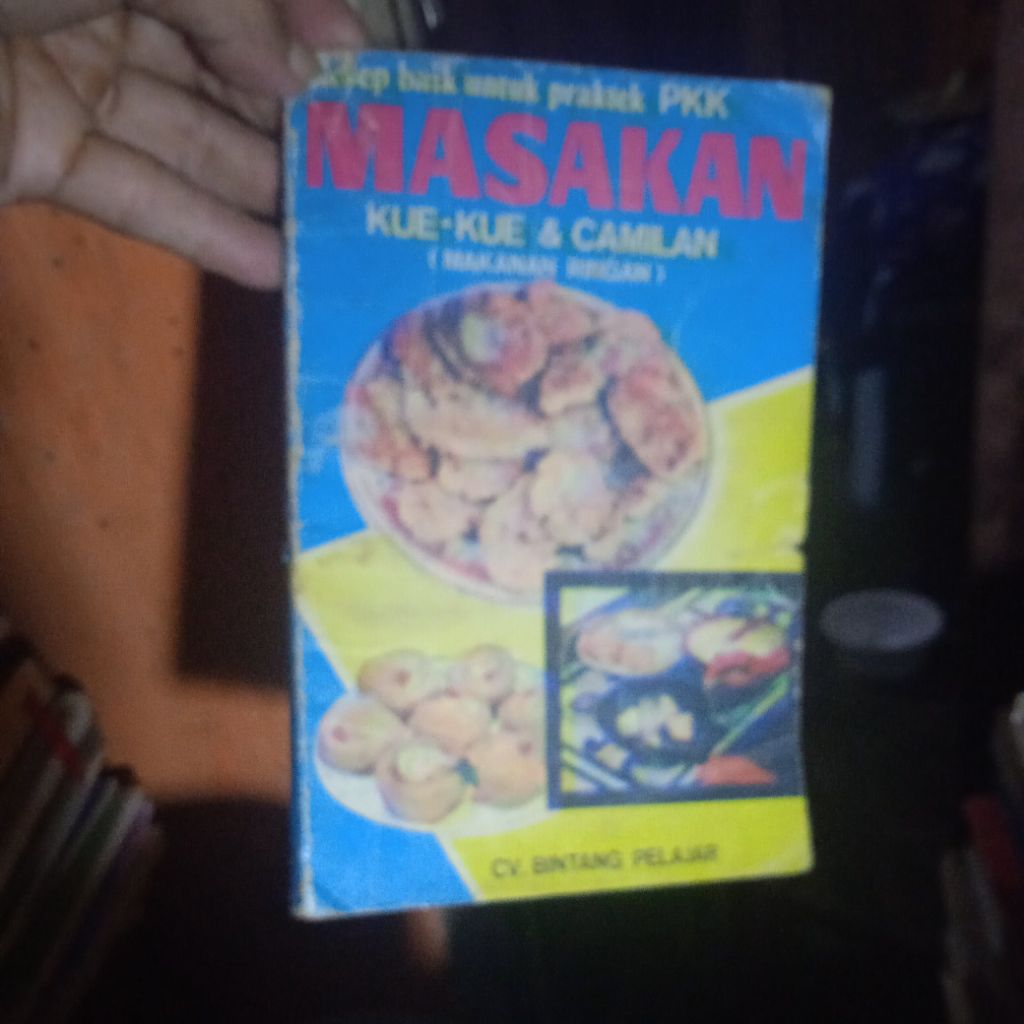 Resep baik untuk praktek PKK
MASAKAN
KUE-KUE & CAMILAN
( MAKANAN RINGAN )
CV. BINTANG PELAJAR